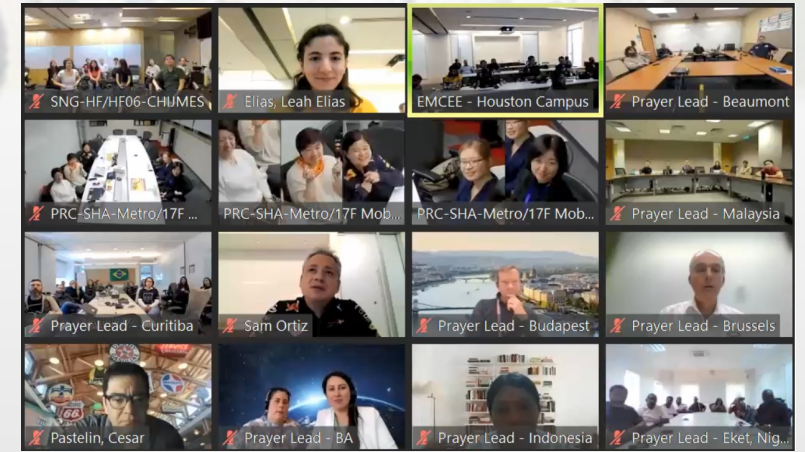 SNG-HF/HF06-CHIJMES
Elias, Leah Elias
EMCEE - Houston Campus
Prayer Lead - Beaumont
PRC-SHA-Metro/17F ...
PRC-SHA-Metro/17F Mob...
PRC-SHA-Metro/17F Mob...
Prayer Lead - Malaysia
Prayer Lead - Curitiba
Sam Ortiz
Prayer Lead - Budapest
Prayer Lead - Brussels
66
Pastelin, Cesar
Prayer Lead - BA
Prayer Lead - Indonesia
Prayer Lead - Eket, Nig...